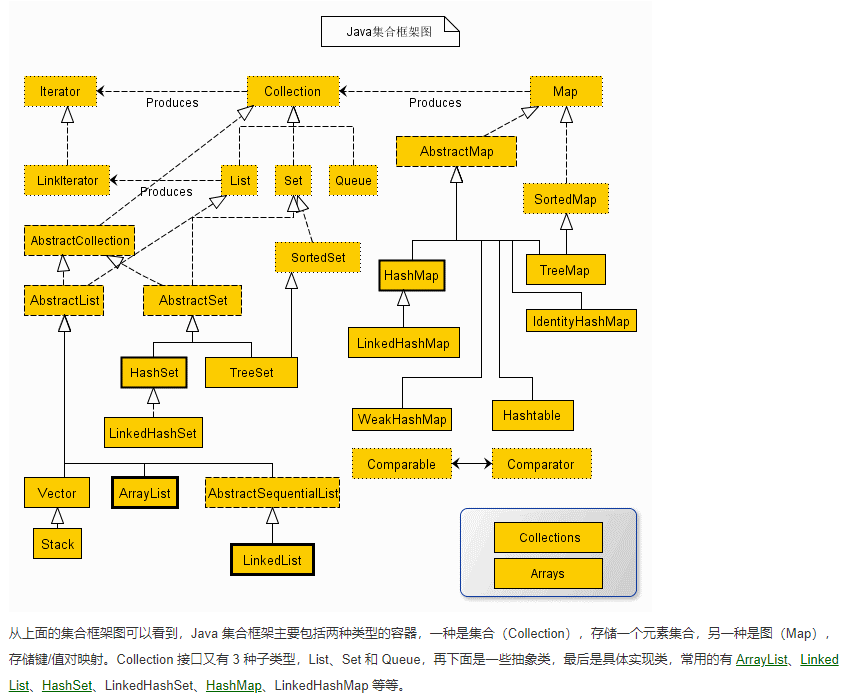 Java集合框架图
Iterator
Collection
Map
Produces
Produces
AbstractMap
LinkIterator
List
Set
Queue
Produces
SortedMap
AbstractCollection
SortedSet
TreeMap
HashMap
AbstractList
AbstractSet
IdentityHashMap
LinkedHashMap
HashSet
TreeSet
WeakHashMap
Hashtable
LinkedHashSet
Comparable
Comparator
Vector
ArrayList
AbstractSequentialList
Collections
Stack
LinkedList
Arrays
从上面的集合框架图可以看到，Java 集合框架主要包括两种类型的容器，一种是集合（Collection），存储一个元素集合，另一种是图（Map），
存储键/值对映射。Collection 接口又有 3 种子类型，List、Set 和 Queue，再下面是一些抽象类，最后是具体实现类，常用的有 ArrayList、Linked
List、HashSet、LinkedHashSet、HashMap、LinkedHashMap 等等。